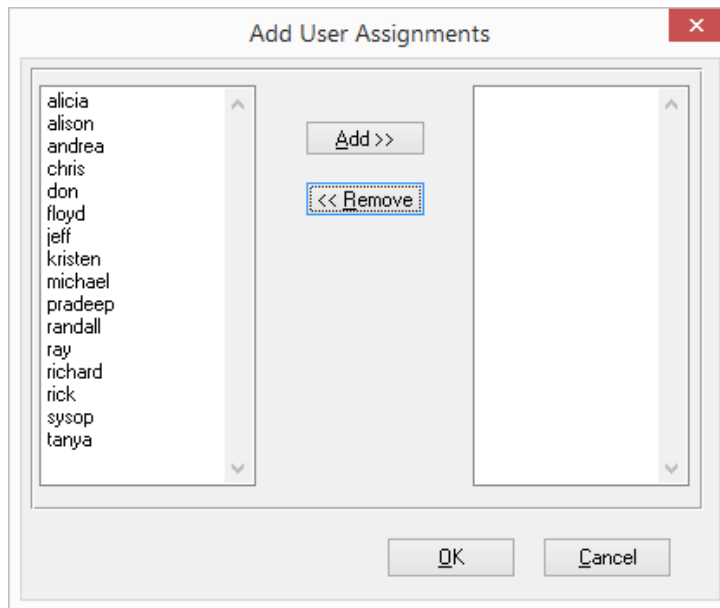 Add User Assignments
alicia
alison
andrea
chris
don
floyd
jeff
kristen
michael
pradeep
randall
ray
richard
rick
sysop
tanya
Add >>
<< Remove
OK
Cancel